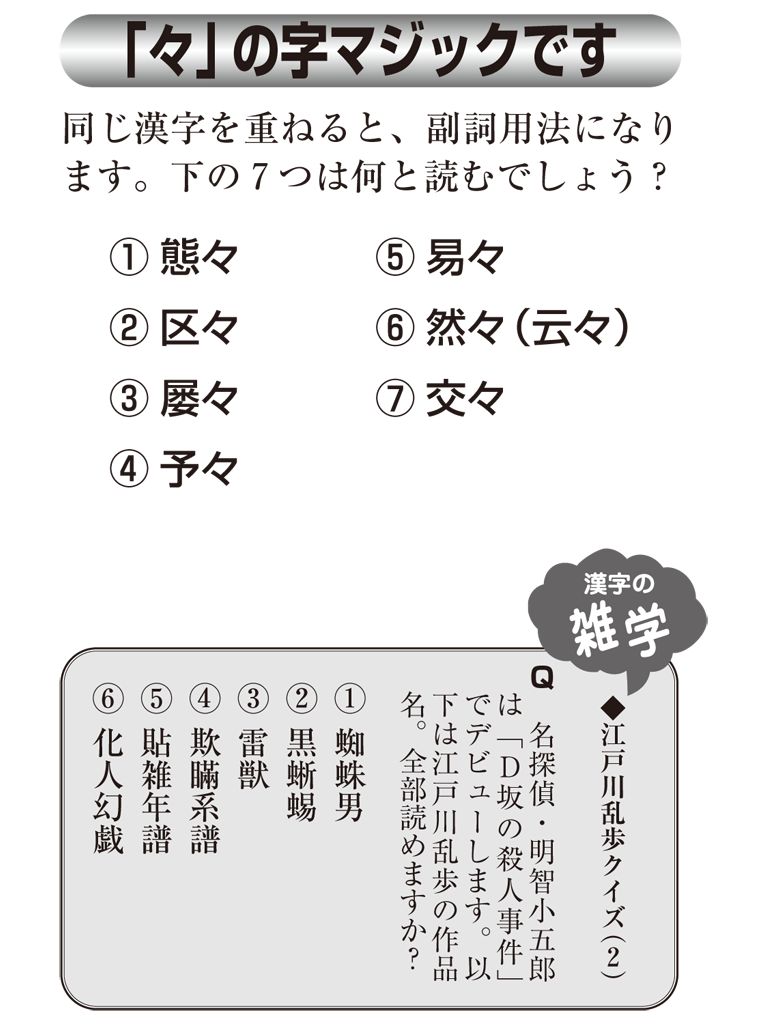 「々」の字マジックです
同じ漢字を重ねると、副詞用法になり
ます。下の7つは何と読むでしょう?
① 態々
② 区々
③ 屡々
④ 予々
⑤ 易々
⑥ 然々(云々)
⑦ 交々
漢字の
雑学
◆江戸川乱歩クイズ(2)
Q 名探偵・明智小五郎
は「D坂の殺人事件」
でデビューします。以
下は江戸川乱歩の作品
名。全部読めますか?
① 蜘蛛男
② 黒蜥蜴
③ 雷獣
④ 欺瞞系譜
⑤ 貼雑年譜
⑥ 化人幻戯